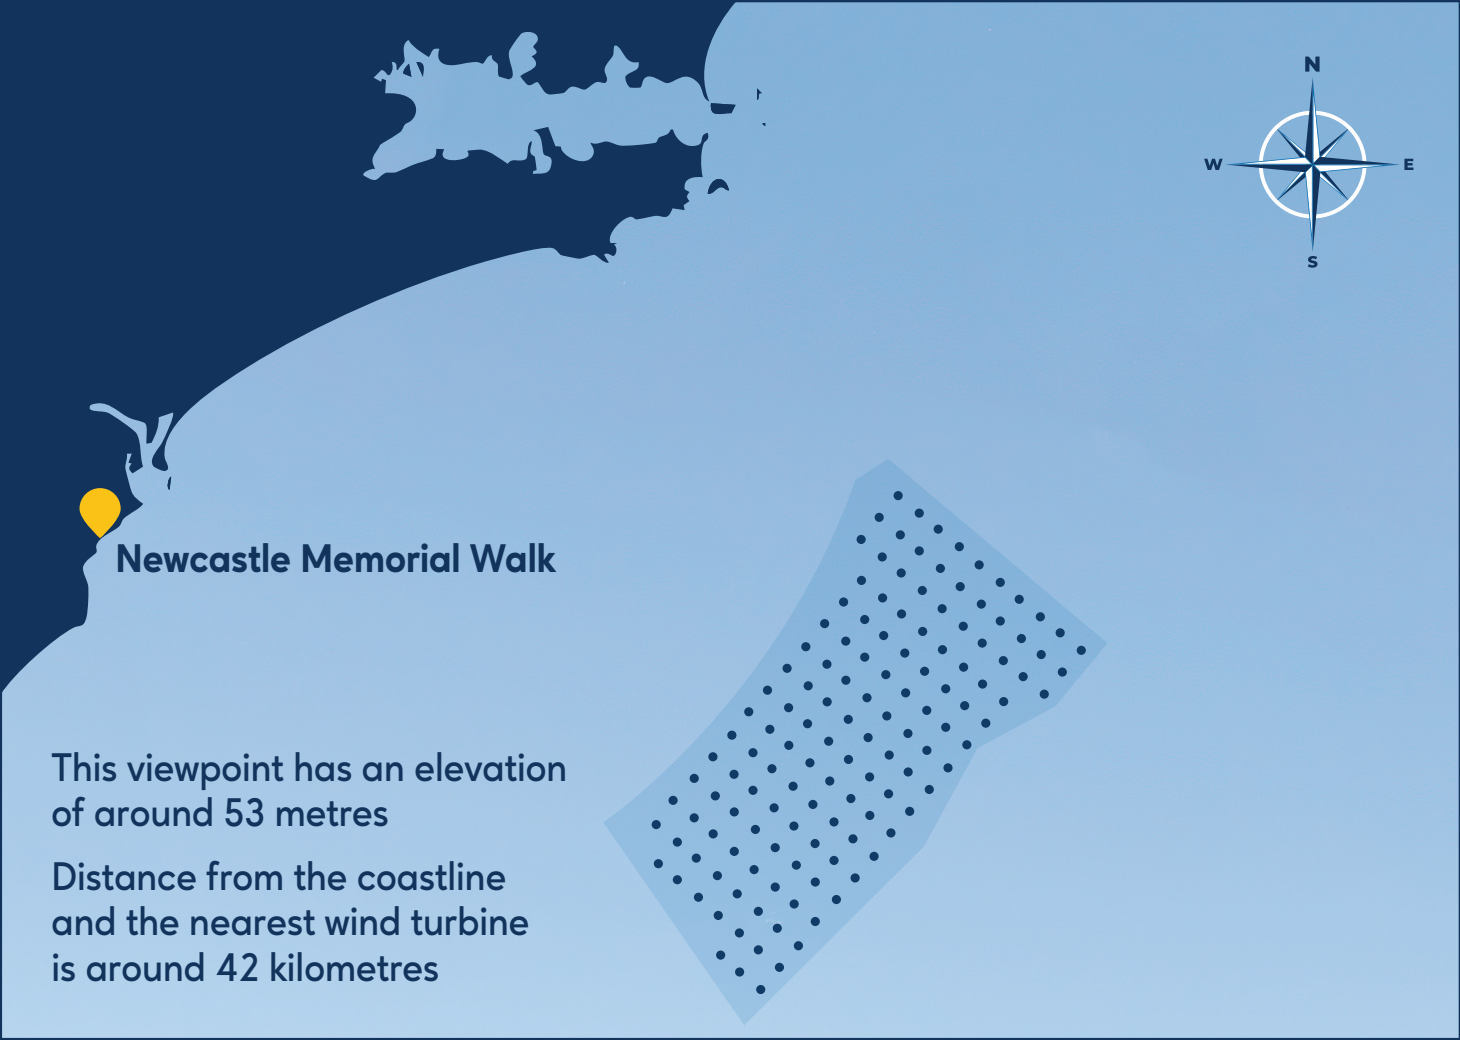 N
W
E
S
Newcastle Memorial Walk
This viewpoint has an elevation
of around 53 metres
Distance from the coastline
and the nearest wind turbine
is around 42 kilometres